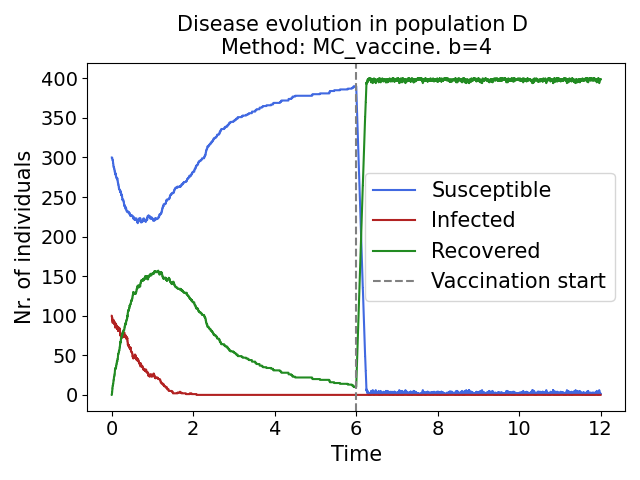 Disease evolution in population D
Method: MC_vaccine. b=4
Nr. of individuals
400
350
300
250
200
150
100
50
0
Susceptible
Infected
Recovered
Vaccination start
0 2 4 6 8 10 12
Time